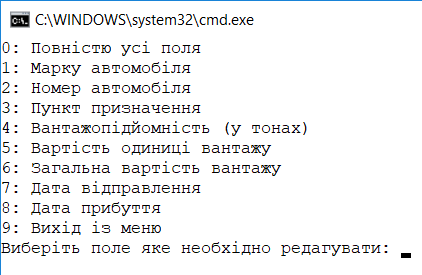 C:\WINDOWS\system32\cmd.exe
0: Повністю усі поля
1: Марку автомобіля
2: Номер автомобіля
3: Пункт призначення
4: Вантажопідйомність (у тонах)
5: Вартість одиниці вантажу
6: Загальна вартість вантажу
7: Дата відправлення
8: Дата прибуття
9: Вихід із меню
Виберіть поле яке необхідно редагувати: